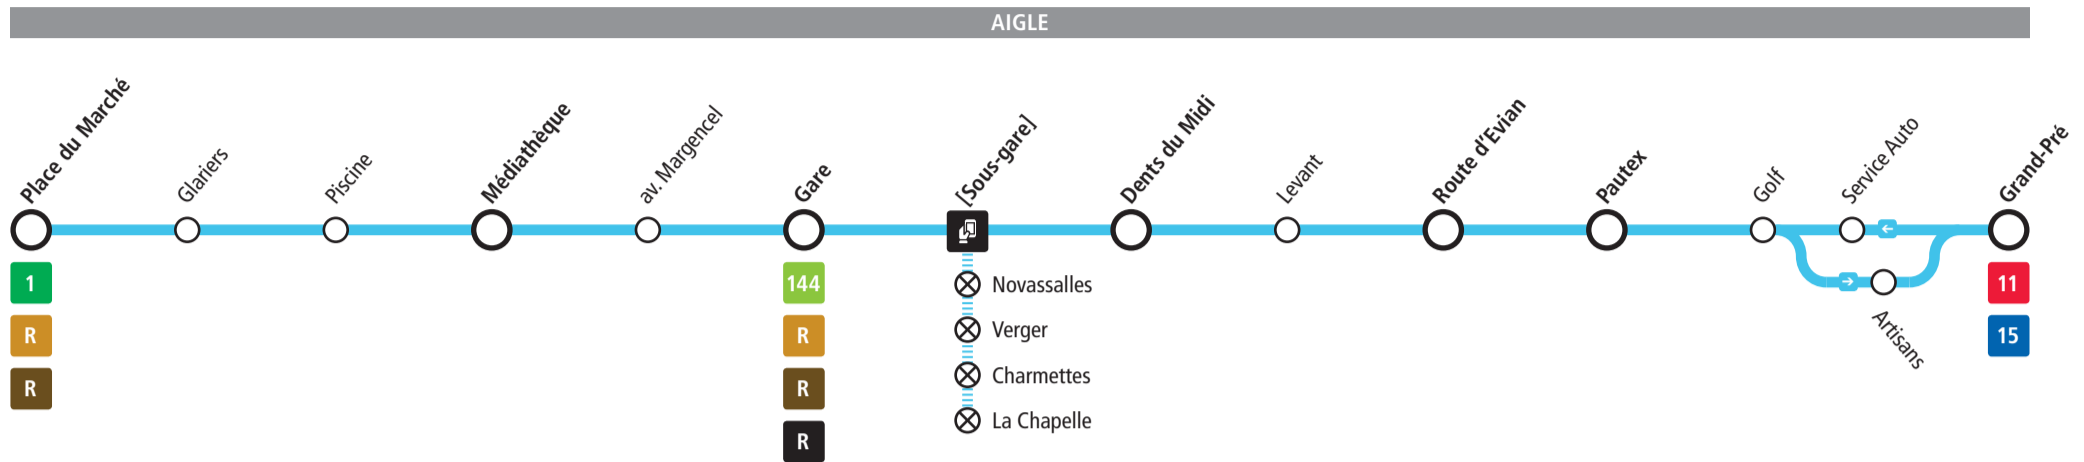 AIGLE
Place du Marché
Glariers
Piscine
Médiathèque
av. Margencel
Gare
[Sous-gare]
Dents du Midi
Levant
Route d'Evian
Pautex
Golf
Service Auto
Grand-Pré
1
R
R
144
R
R
R
Novassalles
Verger
Charmettes
La Chapelle
Artisans
11
15